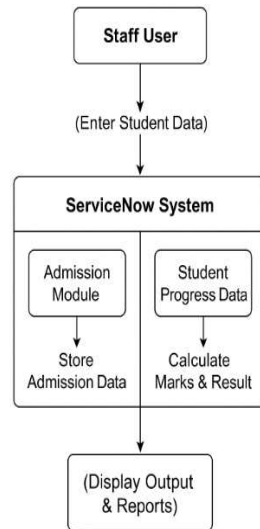 Staff User
(Enter Student Data)
ServiceNow System
Admission
Module
Store
Admission Data
Student
Progress Data
Calculate
Marks & Result
(Display Output
& Reports)